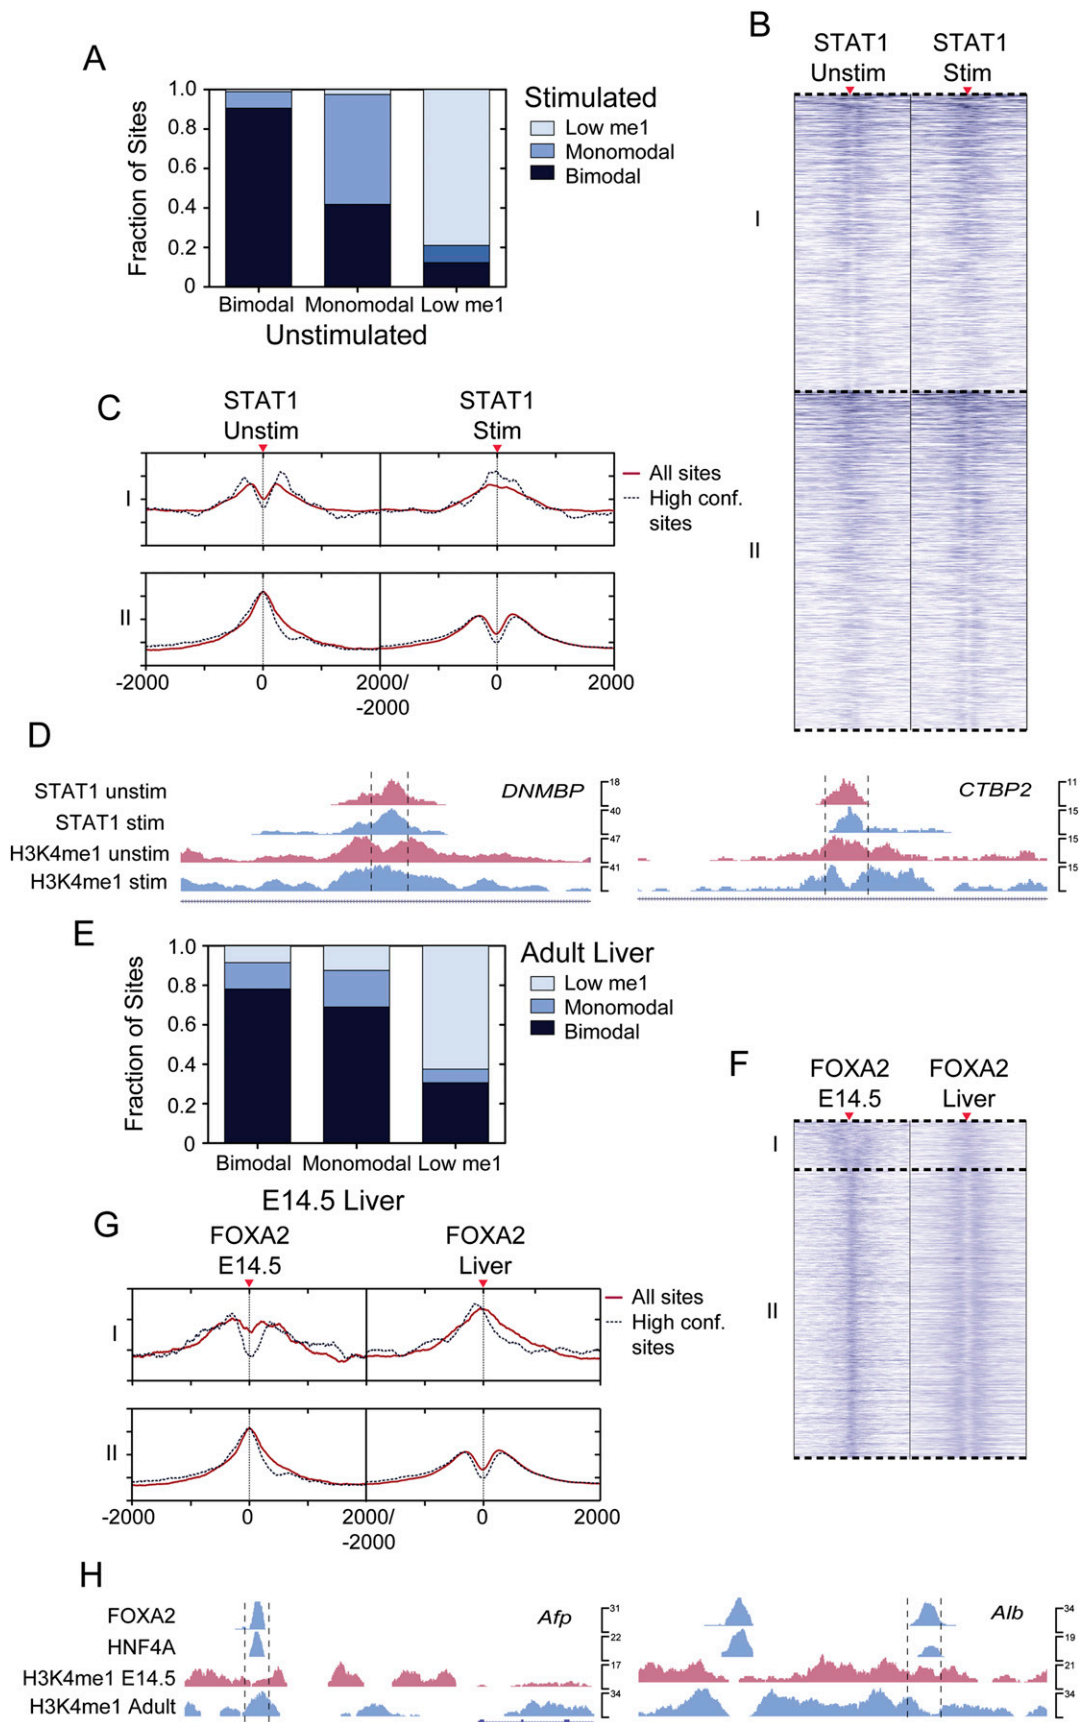 A
1.0
0.8
0.6
0.4
0.2
0
Fraction of Sites
Bimodal Monomodal Low me1
Unstimulated
Stimulated
Low me1
Monomodal
Bimodal
B
STAT1 STAT1
Unstim Stim
I
II
C
STAT1 STAT1
Unstim Stim
I
All sites
High conf.
sites
II
-2000 0 2000/ 0 2000
-2000
D
STAT1 unstim DNMBP 18 CTBP2 11
STAT1 stim 40 15
H3K4me1 unstim 47 15
H3K4me1 stim 41 15
E
1.0
0.8
0.6
0.4
0.2
0
Fraction of Sites
Bimodal Monomodal Low me1
E14.5 Liver
Adult Liver
Low me1
Monomodal
Bimodal
F
FOXA2 FOXA2
E14.5 Liver
I
II
G
FOXA2 FOXA2
E14.5 Liver
I
All sites
High conf.
sites
II
-2000 0 2000/ 0 2000
-2000
H
FOXA2 Afp 31 Alb 34
HNF4A 22 19
H3K4me1 E14.5 17 21
H3K4me1 Adult 34 34